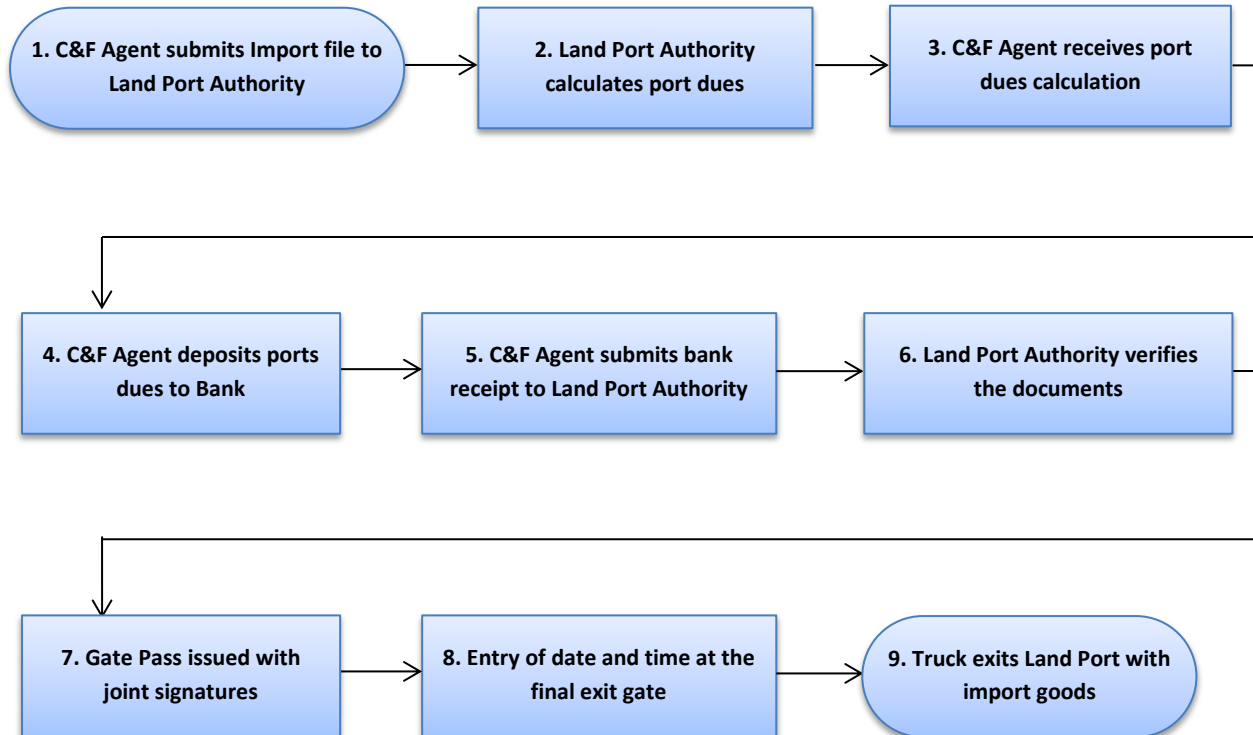 1. C&F Agent submits Import file to
Land Port Authority
2. Land Port Authority
calculates port dues
3. C&F Agent receives port
dues calculation
4. C&F Agent deposits ports
dues to Bank
5. C&F Agent submits bank
receipt to Land Port Authority
6. Land Port Authority verifies
the documents
7. Gate Pass issued with
joint signatures
8. Entry of date and time at the
final exit gate
9. Truck exits Land Port with
import goods